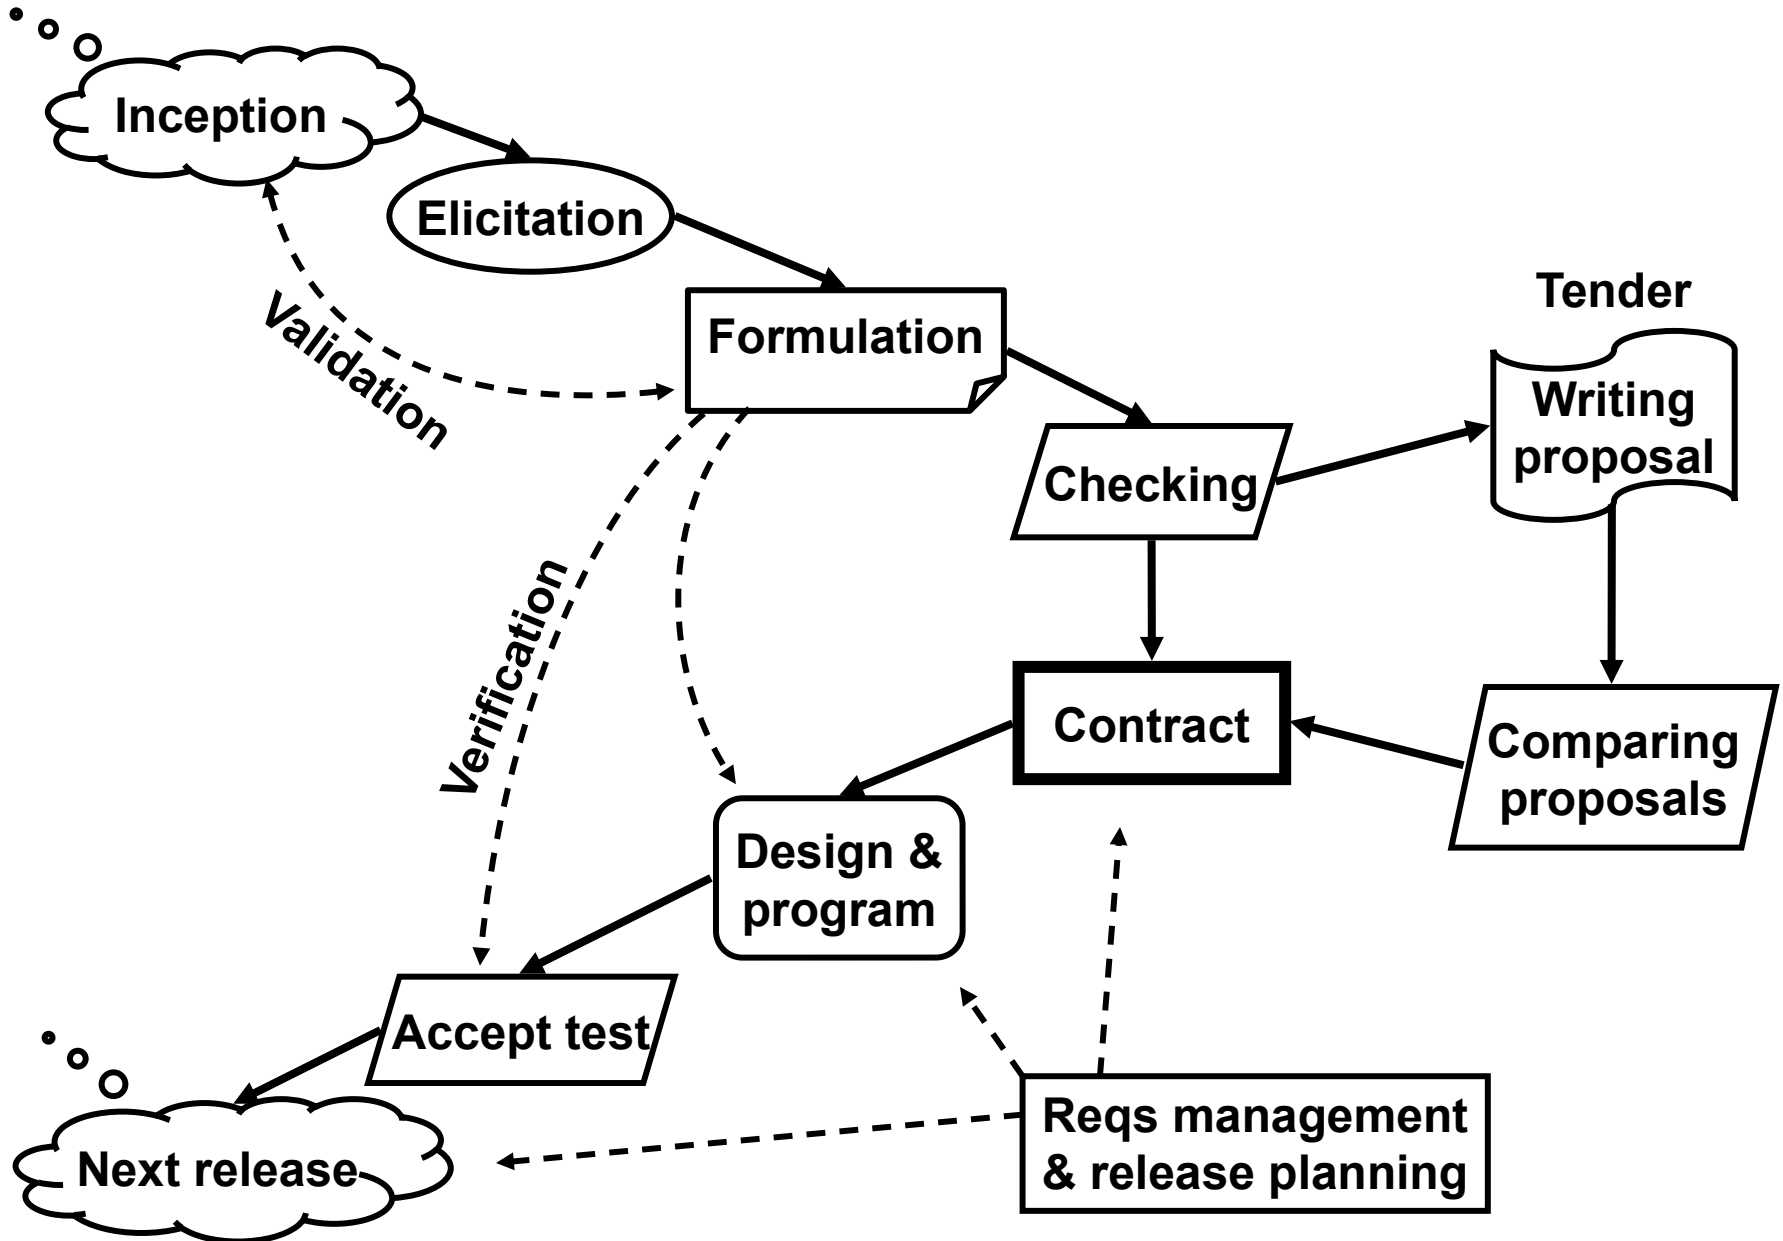 Inception
Elicitation
Validation
Formulation
Tender
Writing
proposal
Checking
Verification
Contract
Comparing
proposals
Design &
program
Accept test
Next release
Reqs management
& release planning